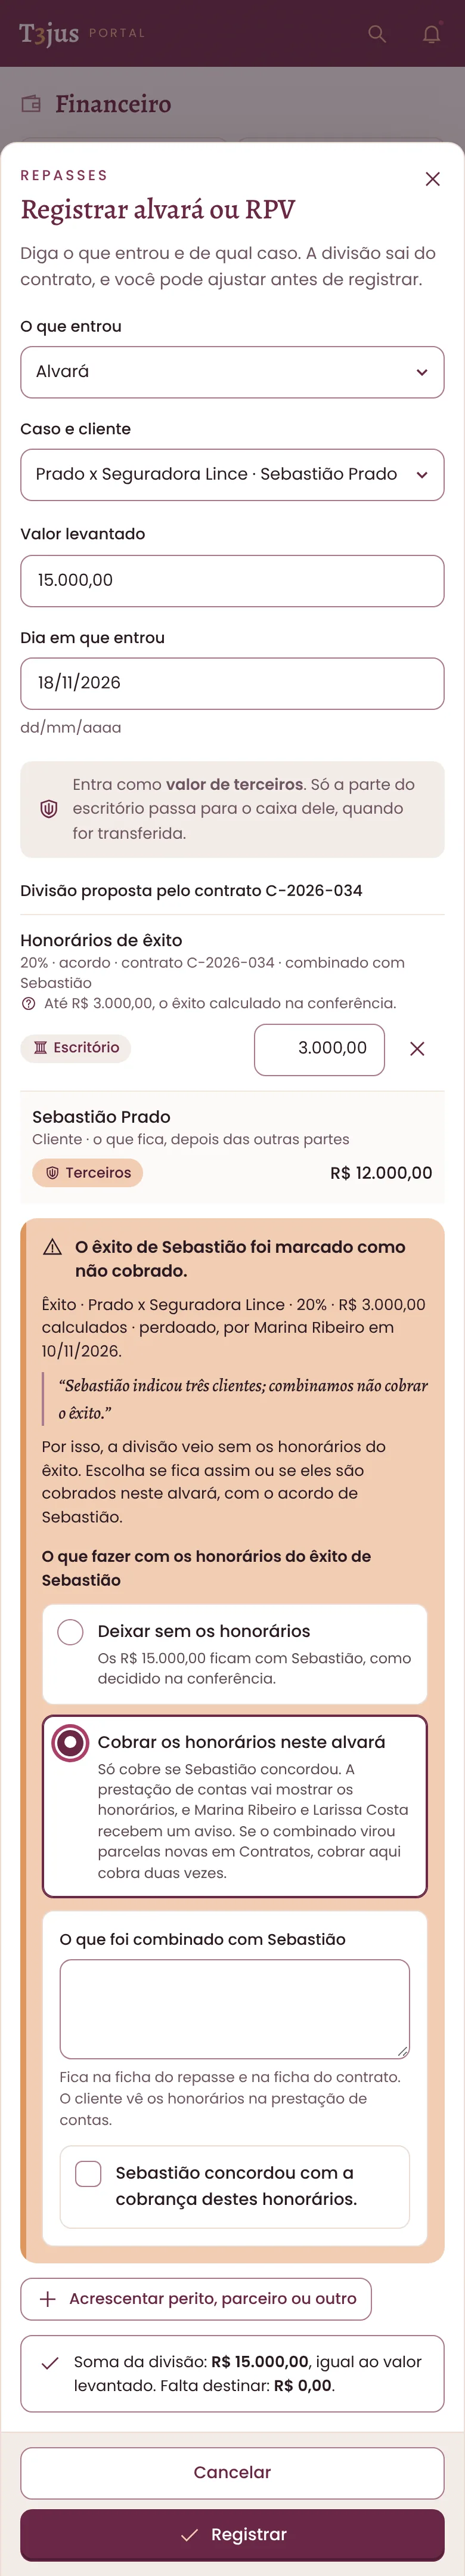 T3jus PORTAL
Financeiro
REPASSES
Registrar alvará ou RPV
Diga o que entrou e de qual caso. A divisão sai do
contrato, e você pode ajustar antes de registrar.
O que entrou
Alvará
Caso e cliente
Prado x Seguradora Lince · Sebastião Prado
Valor levantado
15.000,00
Dia em que entrou
18/11/2026
dd/mm/aaaa
Entra como valor de terceiros. Só a parte do
escritório passa para o caixa dele, quando
for transferida.
Divisão proposta pelo contrato C-2026-034
Honorários de êxito
20% · acordo · contrato C-2026-034 · combinado com
Sebastião
Até R$ 3.000,00, o êxito calculado na conferência.
Escritório
3.000,00
Sebastião Prado
Cliente · o que fica, depois das outras partes
Terceiros
R$ 12.000,00
O êxito de Sebastião foi marcado como
não cobrado.
Êxito · Prado x Seguradora Lince · 20% · R$ 3.000,00
calculados · perdoado, por Marina Ribeiro em
10/11/2026.
“Sebastião indicou três clientes; combinamos não cobrar
o êxito.”
Por isso, a divisão veio sem os honorários do
êxito. Escolha se fica assim ou se eles são
cobrados neste alvará, com o acordo de
Sebastião.
O que fazer com os honorários do êxito de
Sebastião
Deixar sem os honorários
Os R$ 15.000,00 ficam com Sebastião, como
decidido na conferência.
Cobrar os honorários neste alvará
Só cobre se Sebastião concordou. A
prestação de contas vai mostrar os
honorários, e Marina Ribeiro e Larissa Costa
recebem um aviso. Se o combinado virou
parcelas novas em Contratos, cobrar aqui
cobra duas vezes.
O que foi combinado com Sebastião
Fica na ficha do repasse e na ficha do contrato.
O cliente vê os honorários na prestação de
contas.
Sebastião concordou com a
cobrança destes honorários.
Acrescentar perito, parceiro ou outro
Soma da divisão: R$ 15.000,00, igual ao valor
levantado. Falta destinar: R$ 0,00.
Cancelar
Registrar